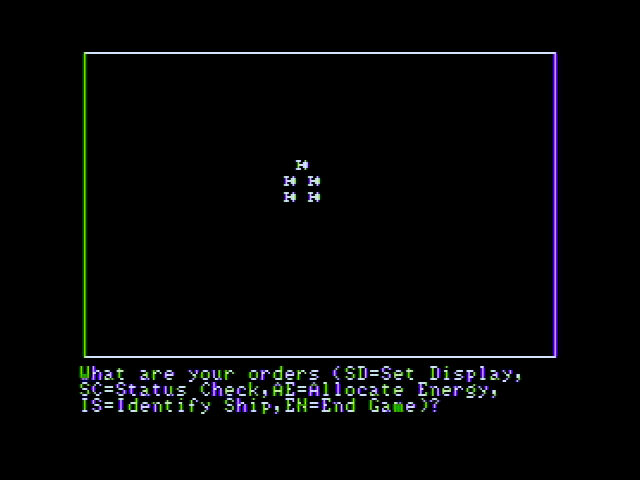 What are your orders (SD=Set Display,
SC=Status Check,AE=Allocate Energy,
IS=Identify Ship,EN=End Game)?